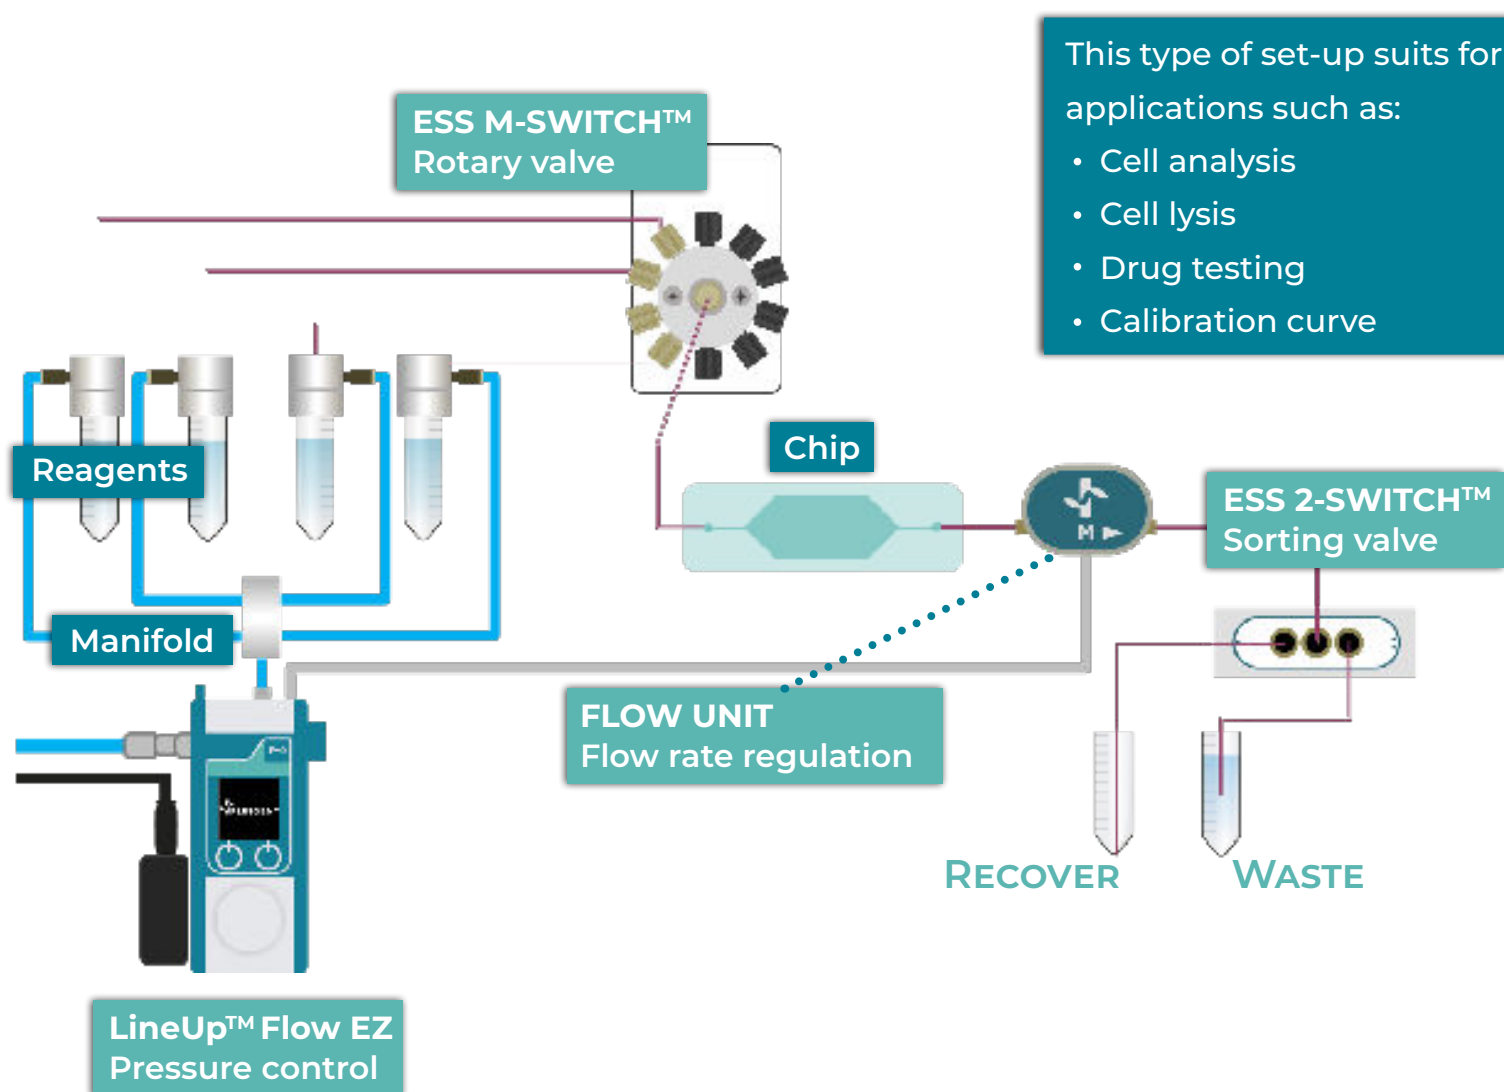 This type of set-up suits for
applications such as:
• Cell analysis
• Cell lysis
• Drug testing
• Calibration curve
ESS M-SWITCH™
Rotary valve
Reagents
Chip
M
ESS 2-SWITCH™
Sorting valve
Manifold
FLOW UNIT
Flow rate regulation
RECOVER
WASTE
LineUp™ Flow EZ
Pressure control